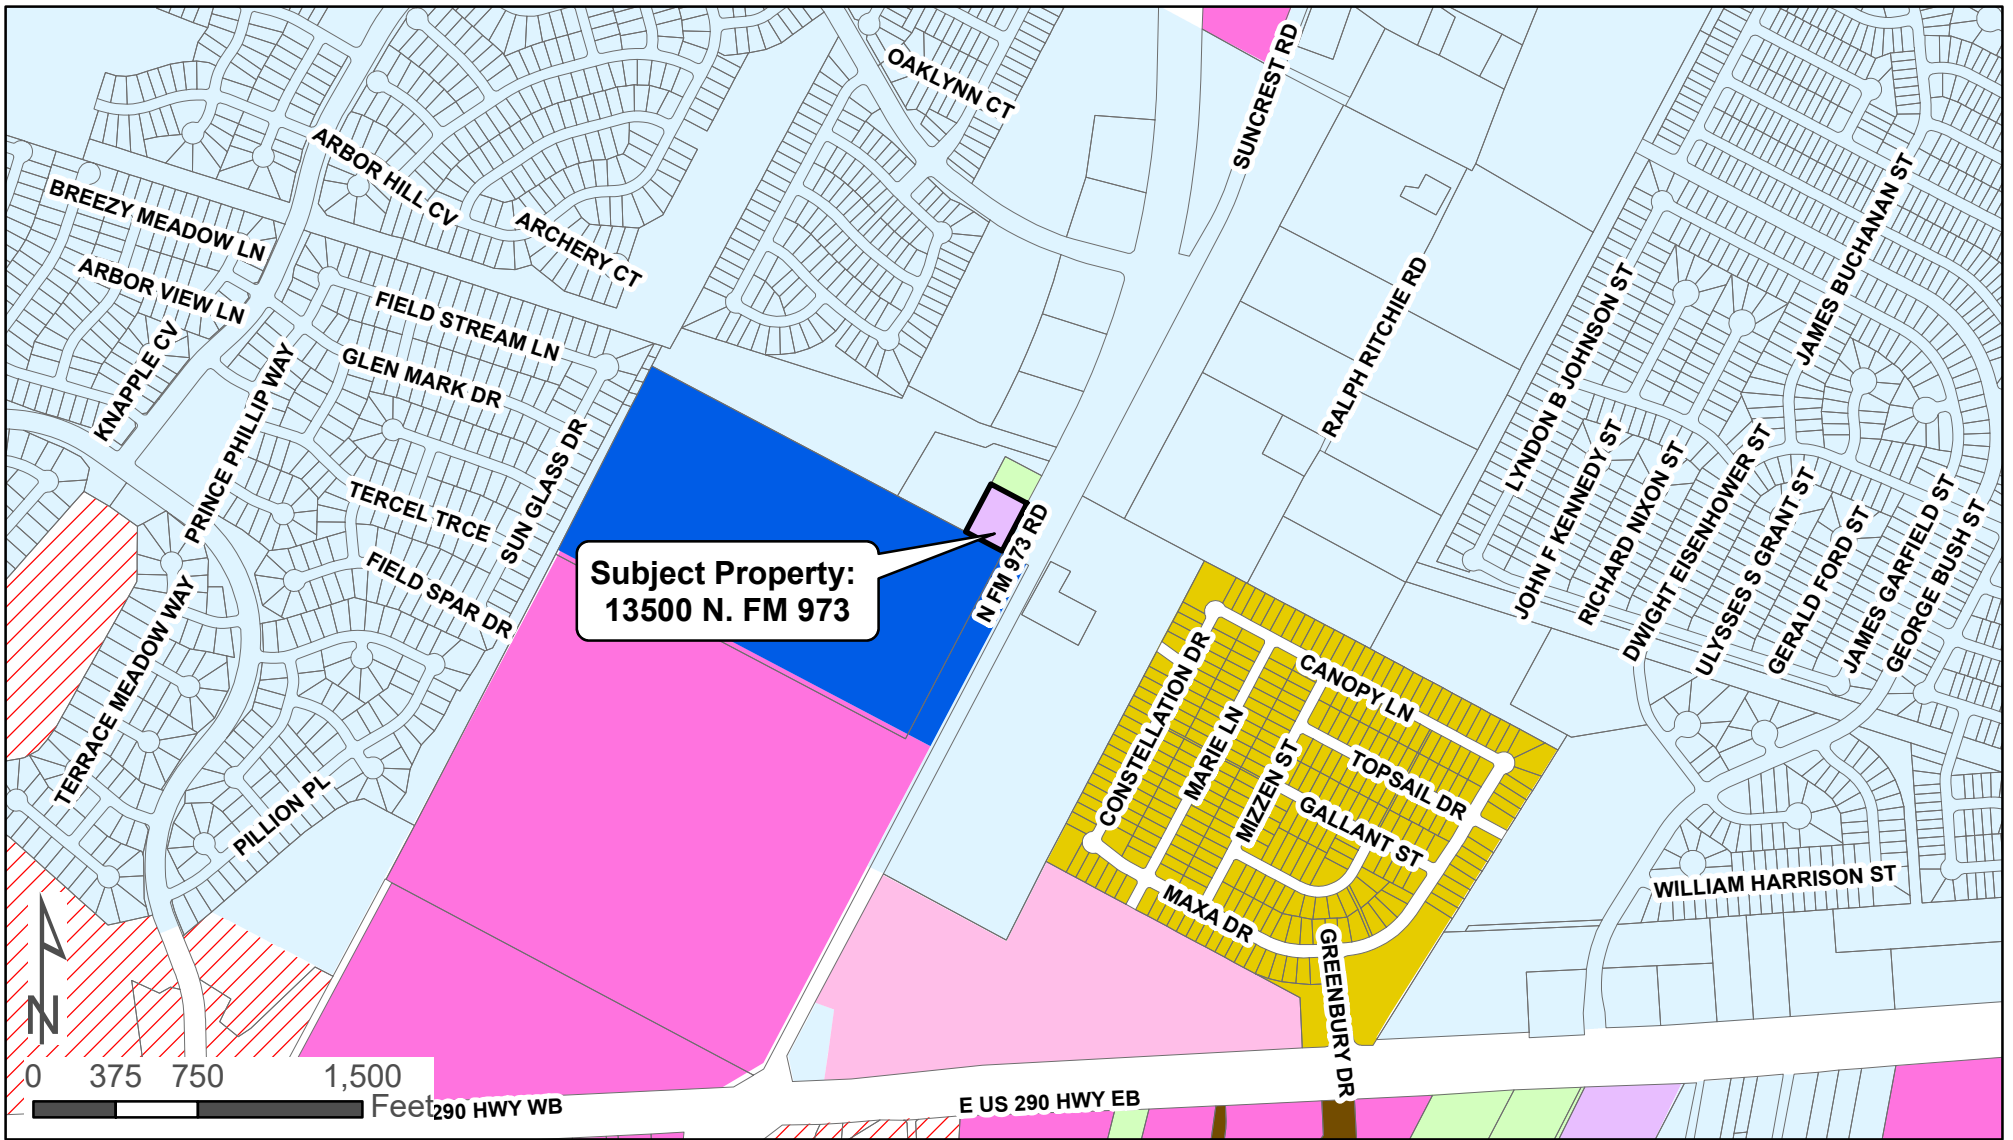 OAKLYNN CT
SUNCREST RD
ARBOR HILL CV
BREEZY MEADOW LN
ARCHERY CT
JAMES BUCHANAN ST
ARBOR VIEW LN
FIELD STREAM LN
KNAPPLE CV
PRINCE PHILLIP WAY
GLEN MARK DR
RALPH RITCHIE RD
LYNDON B JOHNSON ST
SUN GLASS DR
TERCEL TRCE
JOHN F KENNEDY ST
RICHARD NIXON ST
DWIGHT EISENHOWER ST
ULYSSES S GRANT ST
GERALD FORD ST
JAMES GARFIELD ST
GEORGE BUSH ST
N FM 973 RD
FIELD SPAR DR
Subject Property:
13500 N. FM 973
TERRACE MEADOW WAY
CONSTELLATION DR
CANOPY LN
MARIE LN
MIZZEN ST
TOPSAIL DR
GALLANT ST
PILLION PL
MAXA DR
WILLIAM HARRISON ST
GREENBURY DR
N
0 375 750 1,500
Feet
290 HWY WB
E US 290 HWY EB